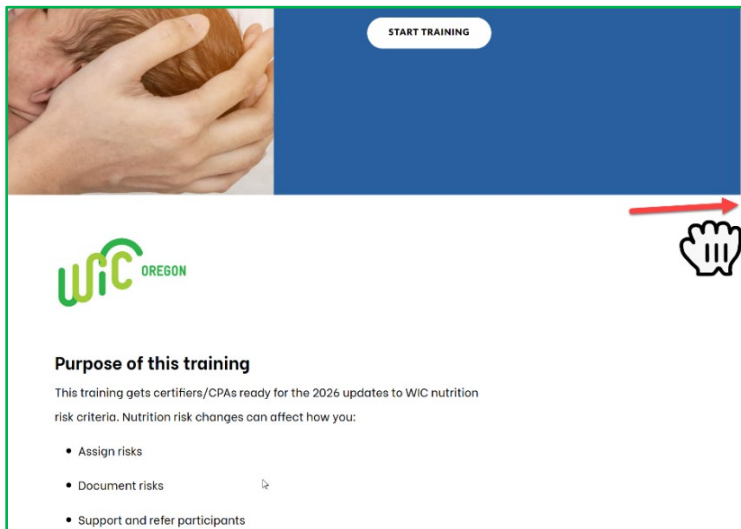 START TRAINING
WiC OREGON
Purpose of this training
This training gets certifiers/CPAs ready for the 2026 updates to WIC nutrition
risk criteria. Nutrition risk changes can affect how you:
• Assign risks
• Document risks
• Support and refer participants